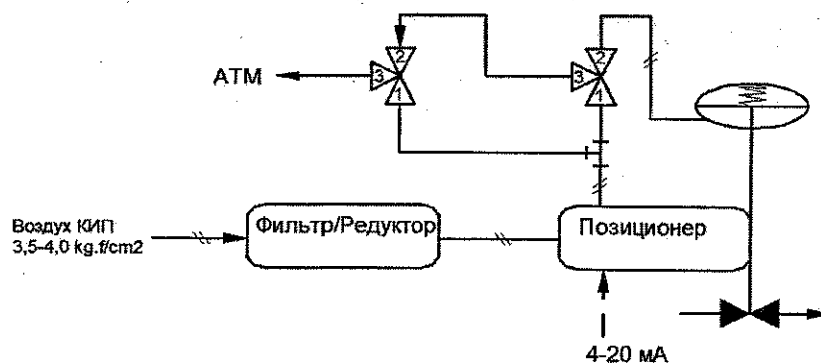 2
2
АТМ
3
3
1
1
Воздух КИП
3,5-4,0 kg.f/cm2
Фильтр/Редуктор
Позиционер
4-20 мА